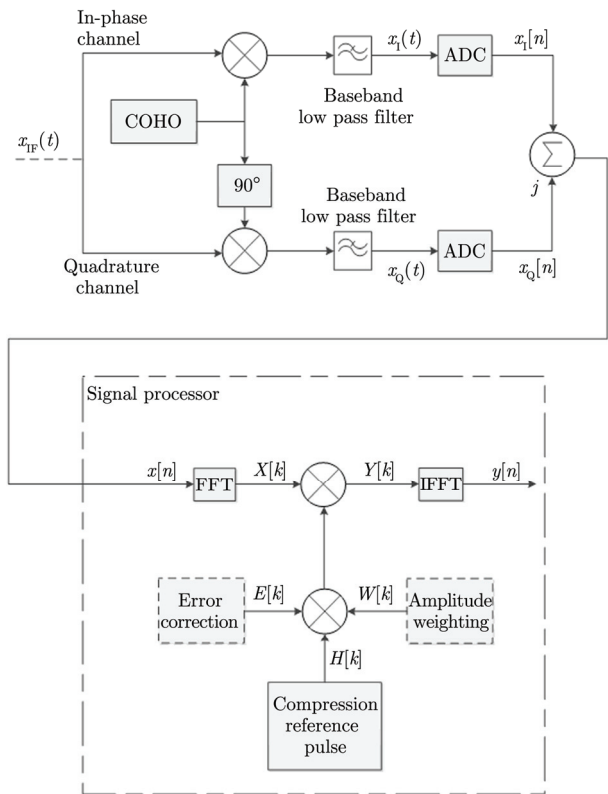 In-phase
channel
x_I(t)
ADC
x_I[n]
Baseband
low pass filter
COHO
x_IF(t)
90°
Σ
j
Baseband
low pass filter
Quadrature
channel
x_Q(t)
ADC
x_Q[n]
Signal processor
x[n]
FFT
X[k]
Y[k]
IFFT
y[n]
Error
correction
E[k]
W[k]
Amplitude
weighting
H[k]
Compression
reference
pulse